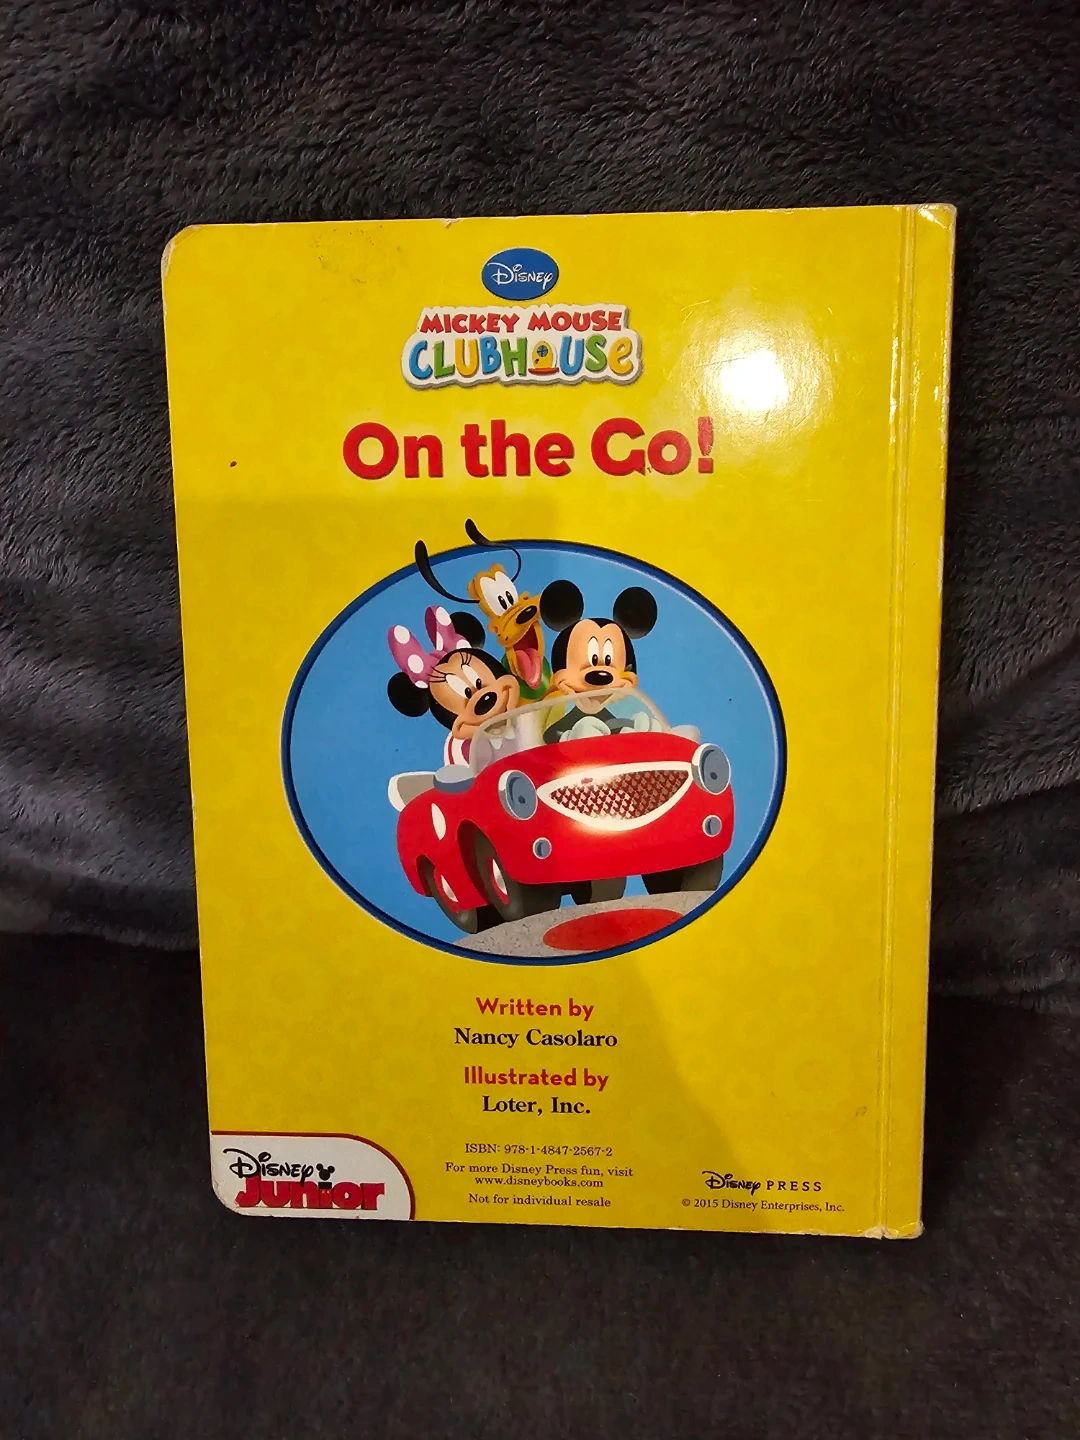 Disney
MICKEY MOUSE
CLUBHOUSE
On the Go!
Written by
Nancy Casolaro
Illustrated by
Loter, Inc.
ISBN: 978-1-4847-2567-2
For more Disney Press fun, visit
www.disneybooks.com
Not for individual resale
Disney
Junior
Disney PRESS
© 2015 Disney Enterprises, Inc.